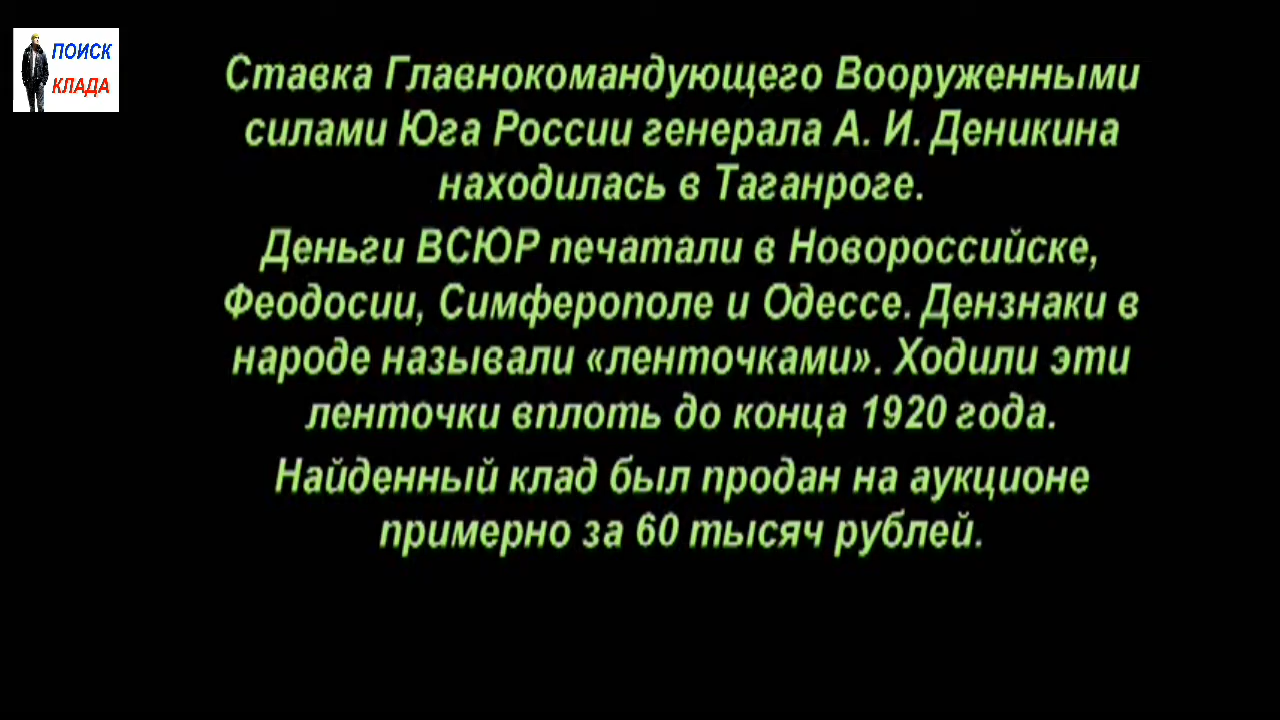 ПОИСК
КЛАДА
Ставка Главнокомандующего Вооруженными
силами Юга России генерала А. И. Деникина
находилась в Таганроге.
Деньги ВСЮР печатали в Новороссийске,
Феодосии, Симферополе и Одессе. Дензнаки в
народе называли «ленточками». Ходили эти
ленточки вплоть до конца 1920 года.
Найденный клад был продан на аукционе
примерно за 60 тысяч рублей.